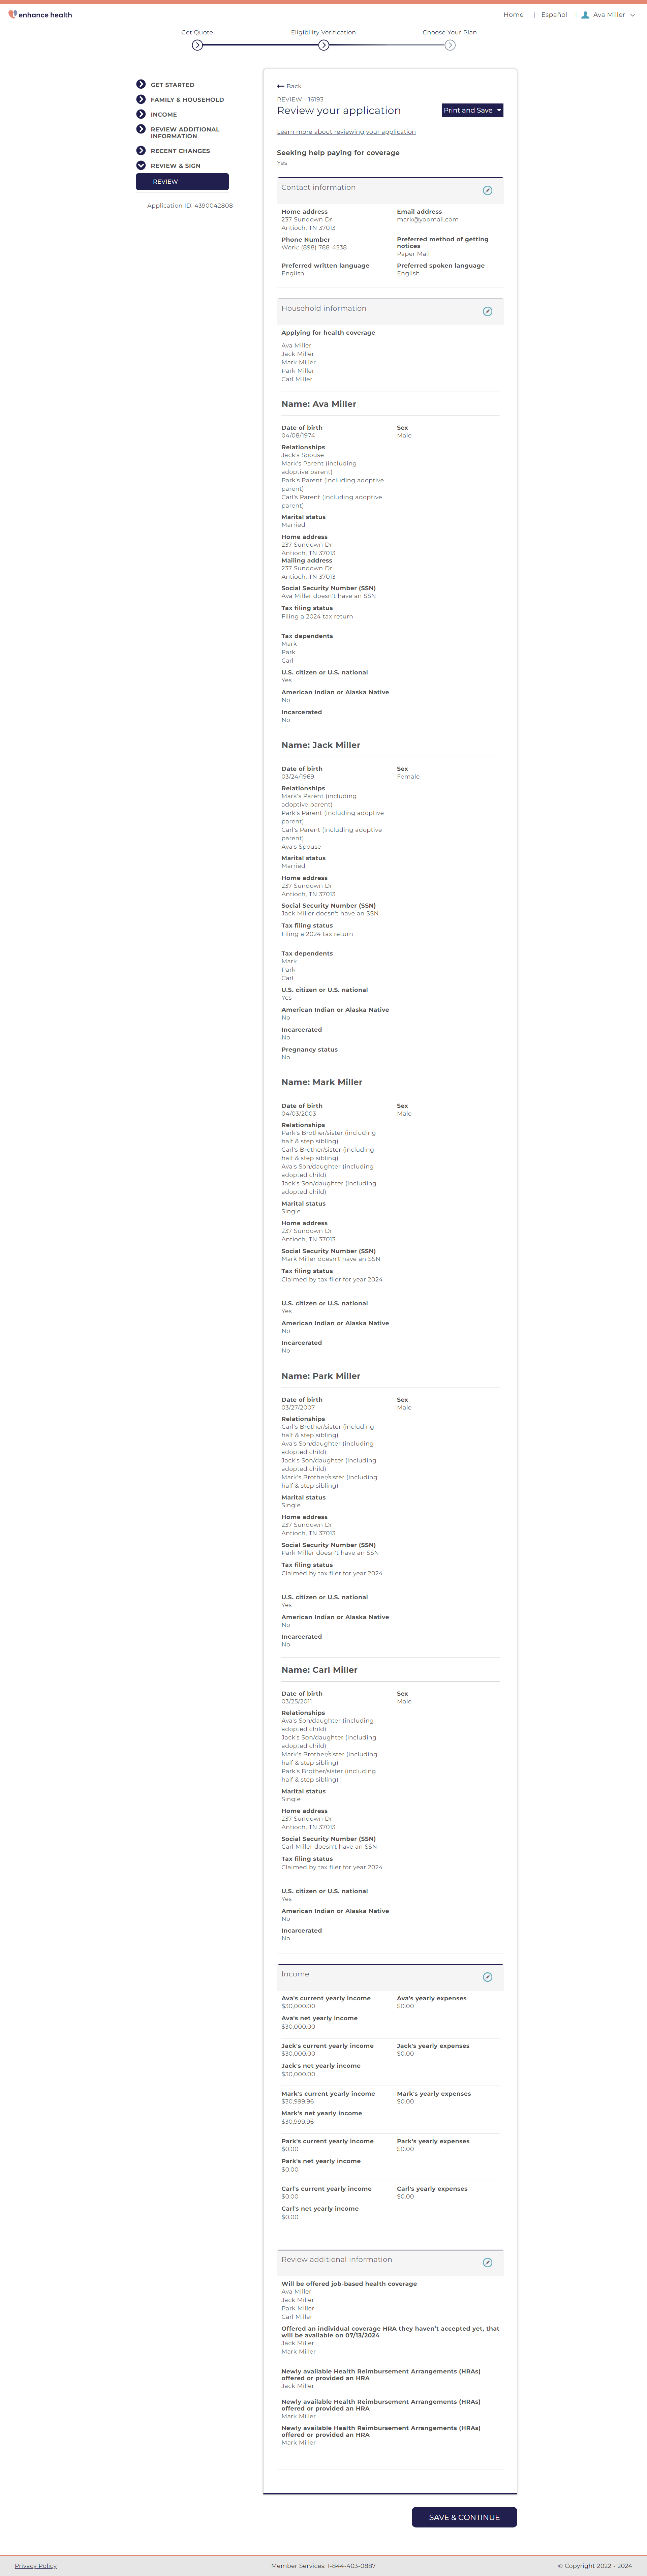 enhance health
Home | Español | Ava Miller
Get Quote Eligibility Verification Choose Your Plan
GET STARTED
FAMILY & HOUSEHOLD
INCOME
REVIEW ADDITIONAL
INFORMATION
RECENT CHANGES
REVIEW & SIGN
REVIEW
Application ID: 4390042808
Back
REVIEW - 16193
Review your application
Print and Save
Learn more about reviewing your application
Seeking help paying for coverage
Yes
Contact information
Home address
237 Sundown Dr
Antioch, TN 37013
Email address
mark@yopmail.com
Phone Number
Work: (898) 788-4538
Preferred method of getting
notices
Paper Mail
Preferred written language
English
Preferred spoken language
English
Household information
Applying for health coverage
Ava Miller
Jack Miller
Mark Miller
Park Miller
Carl Miller
Name: Ava Miller
Date of birth
04/08/1974
Sex
Male
Relationships
Jack's Spouse
Mark's Parent (including
adoptive parent)
Park's Parent (including adoptive
parent)
Carl's Parent (including adoptive
parent)
Marital status
Married
Home address
237 Sundown Dr
Antioch, TN 37013
Mailing address
237 Sundown Dr
Antioch, TN 37013
Social Security Number (SSN)
Ava Miller doesn't have an SSN
Tax filing status
Filing a 2024 tax return
Tax dependents
Mark
Park
Carl
U.S. citizen or U.S. national
Yes
American Indian or Alaska Native
No
Incarcerated
No
Name: Jack Miller
Date of birth
03/24/1969
Sex
Female
Relationships
Mark's Parent (including
adoptive parent)
Park's Parent (including adoptive
parent)
Carl's Parent (including adoptive
parent)
Ava's Spouse
Marital status
Married
Home address
237 Sundown Dr
Antioch, TN 37013
Social Security Number (SSN)
Jack Miller doesn't have an SSN
Tax filing status
Filing a 2024 tax return
Tax dependents
Mark
Park
Carl
U.S. citizen or U.S. national
Yes
American Indian or Alaska Native
No
Incarcerated
No
Pregnancy status
No
Name: Mark Miller
Date of birth
04/03/2003
Sex
Male
Relationships
Park's Brother/sister (including
half & step sibling)
Carl's Brother/sister (including
half & step sibling)
Ava's Son/daughter (including
adopted child)
Jack's Son/daughter (including
adopted child)
Marital status
Single
Home address
237 Sundown Dr
Antioch, TN 37013
Social Security Number (SSN)
Mark Miller doesn't have an SSN
Tax filing status
Claimed by tax filer for year 2024
U.S. citizen or U.S. national
Yes
American Indian or Alaska Native
No
Incarcerated
No
Name: Park Miller
Date of birth
03/27/2007
Sex
Male
Relationships
Carl's Brother/sister (including
half & step sibling)
Ava's Son/daughter (including
adopted child)
Jack's Son/daughter (including
adopted child)
Mark's Brother/sister (including
half & step sibling)
Marital status
Single
Home address
237 Sundown Dr
Antioch, TN 37013
Social Security Number (SSN)
Park Miller doesn't have an SSN
Tax filing status
Claimed by tax filer for year 2024
U.S. citizen or U.S. national
Yes
American Indian or Alaska Native
No
Incarcerated
No
Name: Carl Miller
Date of birth
03/25/2011
Sex
Male
Relationships
Ava's Son/daughter (including
adopted child)
Jack's Son/daughter (including
adopted child)
Mark's Brother/sister (including
half & step sibling)
Park's Brother/sister (including
half & step sibling)
Marital status
Single
Home address
237 Sundown Dr
Antioch, TN 37013
Social Security Number (SSN)
Carl Miller doesn't have an SSN
Tax filing status
Claimed by tax filer for year 2024
U.S. citizen or U.S. national
Yes
American Indian or Alaska Native
No
Incarcerated
No
Income
Ava's current yearly income
$30,000.00
Ava's yearly expenses
$0.00
Ava's net yearly income
$30,000.00
Jack's current yearly income
$30,000.00
Jack's yearly expenses
$0.00
Jack's net yearly income
$30,000.00
Mark's current yearly income
$30,999.96
Mark's yearly expenses
$0.00
Mark's net yearly income
$30,999.96
Park's current yearly income
$0.00
Park's yearly expenses
$0.00
Park's net yearly income
$0.00
Carl's current yearly income
$0.00
Carl's yearly expenses
$0.00
Carl's net yearly income
$0.00
Review additional information
Will be offered job-based health coverage
Ava Miller
Jack Miller
Park Miller
Carl Miller
Offered an individual coverage HRA they haven't accepted yet, that
will be available on 07/13/2024
Jack Miller
Mark Miller
Newly available Health Reimbursement Arrangements (HRAs)
offered or provided an HRA
Jack Miller
Newly available Health Reimbursement Arrangements (HRAs)
offered or provided an HRA
Mark Miller
Newly available Health Reimbursement Arrangements (HRAs)
offered or provided an HRA
Mark Miller
SAVE & CONTINUE
Privacy Policy Member Services: 1-844-403-0887 © Copyright 2022 - 2024